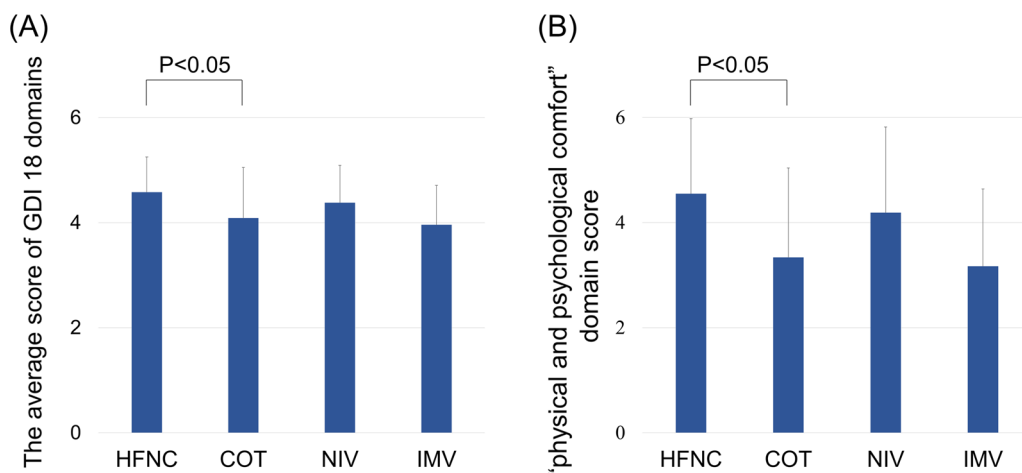 (A)
The average score of GDI 18 domains
P<0.05
6
4
2
0
HFNC COT NIV IMV
(B)
“physical and psychological comfort”
domain score
P<0.05
6
4
2
0
HFNC COT NIV IMV